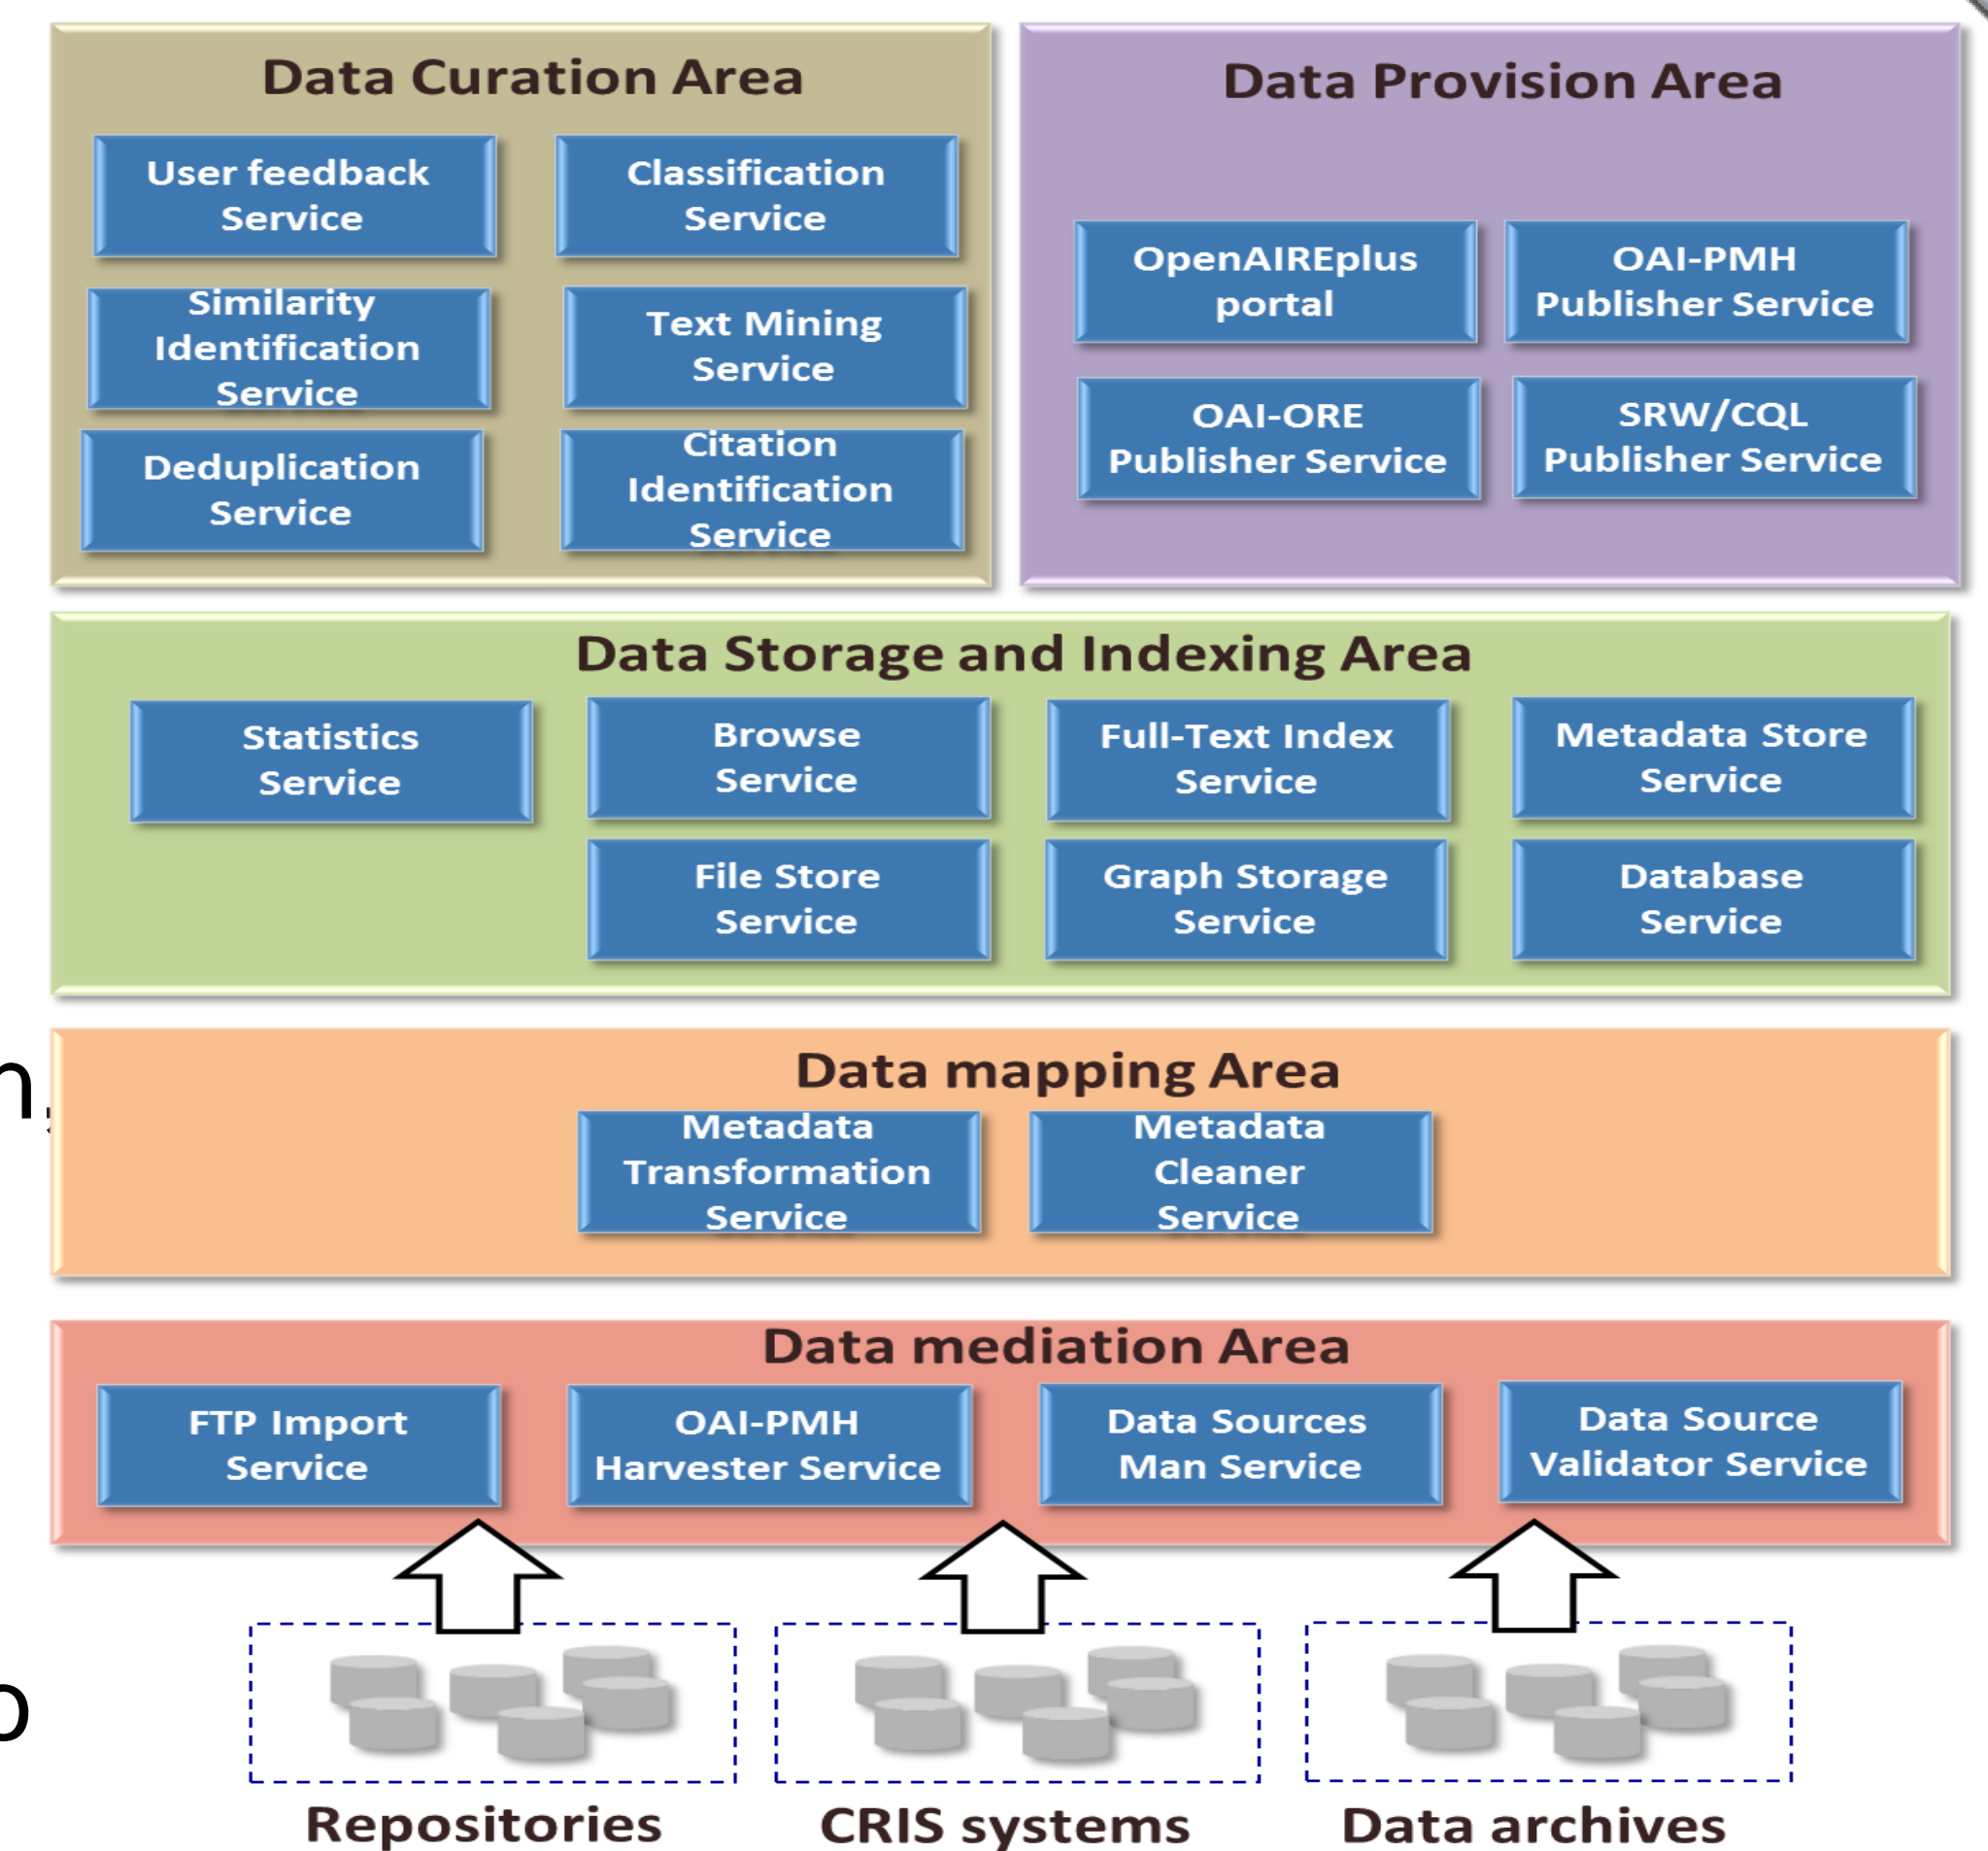 Data Curation Area
User feedback
Service
Classification
Service
Similarity
Identification
Service
Text Mining
Service
Deduplication
Service
Citation
Identification
Service
Data Provision Area
OpenAIREplus
portal
OAI-PMH
Publisher Service
OAI-ORE
Publisher Service
SRW/CQL
Publisher Service
Data Storage and Indexing Area
Statistics
Service
Browse
Service
Full-Text Index
Service
Metadata Store
Service
File Store
Service
Graph Storage
Service
Database
Service
n,
Data mapping Area
Metadata
Transformation
Service
Metadata
Cleaner
Service
Data mediation Area
FTP Import
Service
OAI-PMH
Harvester Service
Data Sources
Man Service
Data Source
Validator Service
Repositories
CRIS systems
Data archives